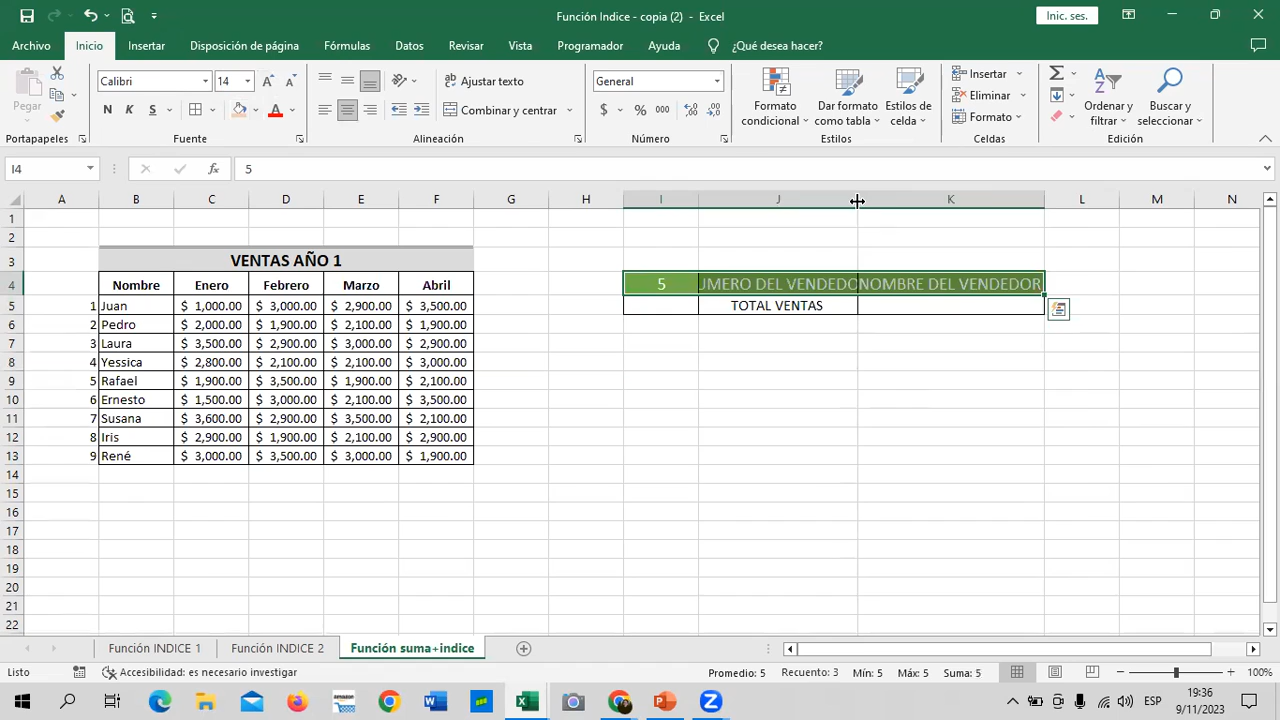 Función Indice - copia (2) - Excel
Inic. ses.
Archivo Inicio Insertar Disposición de página Fórmulas Datos Revisar Vista Programador Ayuda ¿Qué desea hacer?
Pegar
Calibri 14
N K S
Ajustar texto
Combinar y centrar
General
$ % 000
Formato condicional
Dar formato como tabla
Estilos de celda
Insertar
Eliminar
Formato
Ordenar y filtrar
Buscar y seleccionar
Portapapeles Fuente Alineación Número Estilos Celdas Edición
I4 fx 5
A B C D E F G H I J K L M N
1
2
3 VENTAS AÑO 1
4 Nombre Enero Febrero Marzo Abril 5 UMERO DEL VENDEDO NOMBRE DEL VENDEDOR
5 1 Juan $ 1,000.00 $ 3,000.00 $ 2,900.00 $ 3,500.00 TOTAL VENTAS
6 2 Pedro $ 2,000.00 $ 1,900.00 $ 2,100.00 $ 1,900.00
7 3 Laura $ 3,500.00 $ 2,900.00 $ 3,000.00 $ 2,900.00
8 4 Yessica $ 2,800.00 $ 2,100.00 $ 2,100.00 $ 3,000.00
9 5 Rafael $ 1,900.00 $ 3,500.00 $ 1,900.00 $ 2,100.00
10 6 Ernesto $ 1,500.00 $ 3,000.00 $ 2,100.00 $ 3,500.00
11 7 Susana $ 3,600.00 $ 2,900.00 $ 3,500.00 $ 2,100.00
12 8 Iris $ 2,900.00 $ 1,900.00 $ 2,100.00 $ 2,900.00
13 9 René $ 3,000.00 $ 3,500.00 $ 3,000.00 $ 1,900.00
14
15
16
17
18
19
20
21
22
Función INDICE 1 Función INDICE 2 Función suma+indice
Listo Accesibilidad: es necesario investigar Promedio: 5 Recuento: 3 Mín: 5 Máx: 5 Suma: 5 100%
amazon
ESP
19:36
9/11/2023